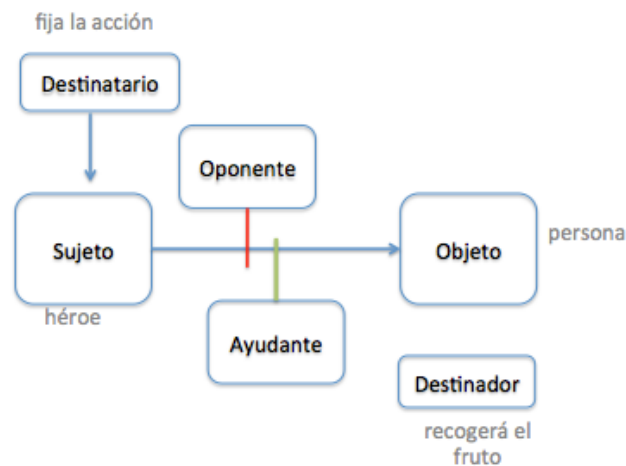 fija la acción
Destinatario
Oponente
Sujeto
Objeto
persona
héroe
Ayudante
Destinador
recogerá el
fruto